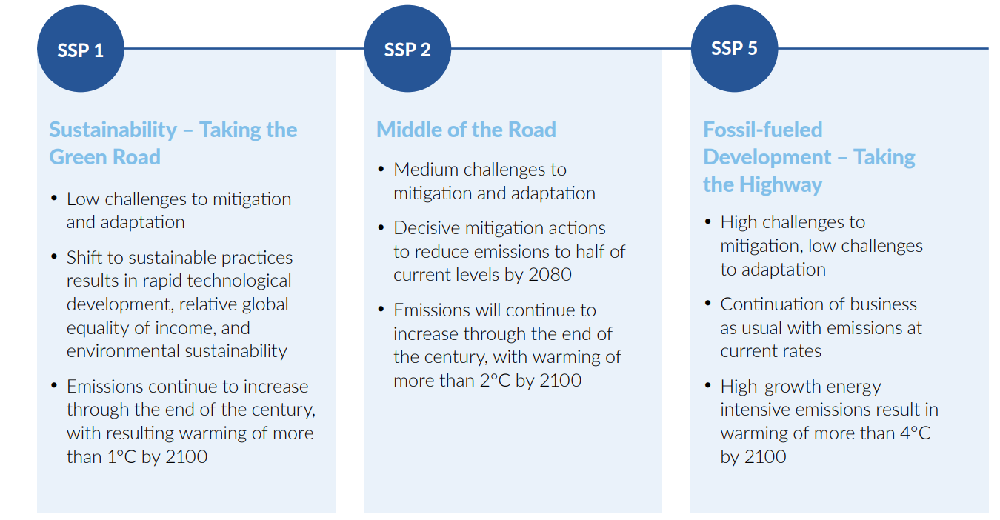 SSP 1
Sustainability – Taking the
Green Road
• Low challenges to mitigation
and adaptation
• Shift to sustainable practices
results in rapid technological
development, relative global
equality of income, and
environmental sustainability
• Emissions continue to increase
through the end of the century,
with resulting warming of more
than 1°C by 2100
SSP 2
Middle of the Road
• Medium challenges to
mitigation and adaptation
• Decisive mitigation actions
to reduce emissions to half of
current levels by 2080
• Emissions will continue to
increase through the end of
the century, with warming of
more than 2°C by 2100
SSP 5
Fossil-fueled
Development – Taking
the Highway
• High challenges to
mitigation, low challenges
to adaptation
• Continuation of business
as usual with emissions at
current rates
• High-growth energy-
intensive emissions result in
warming of more than 4°C
by 2100